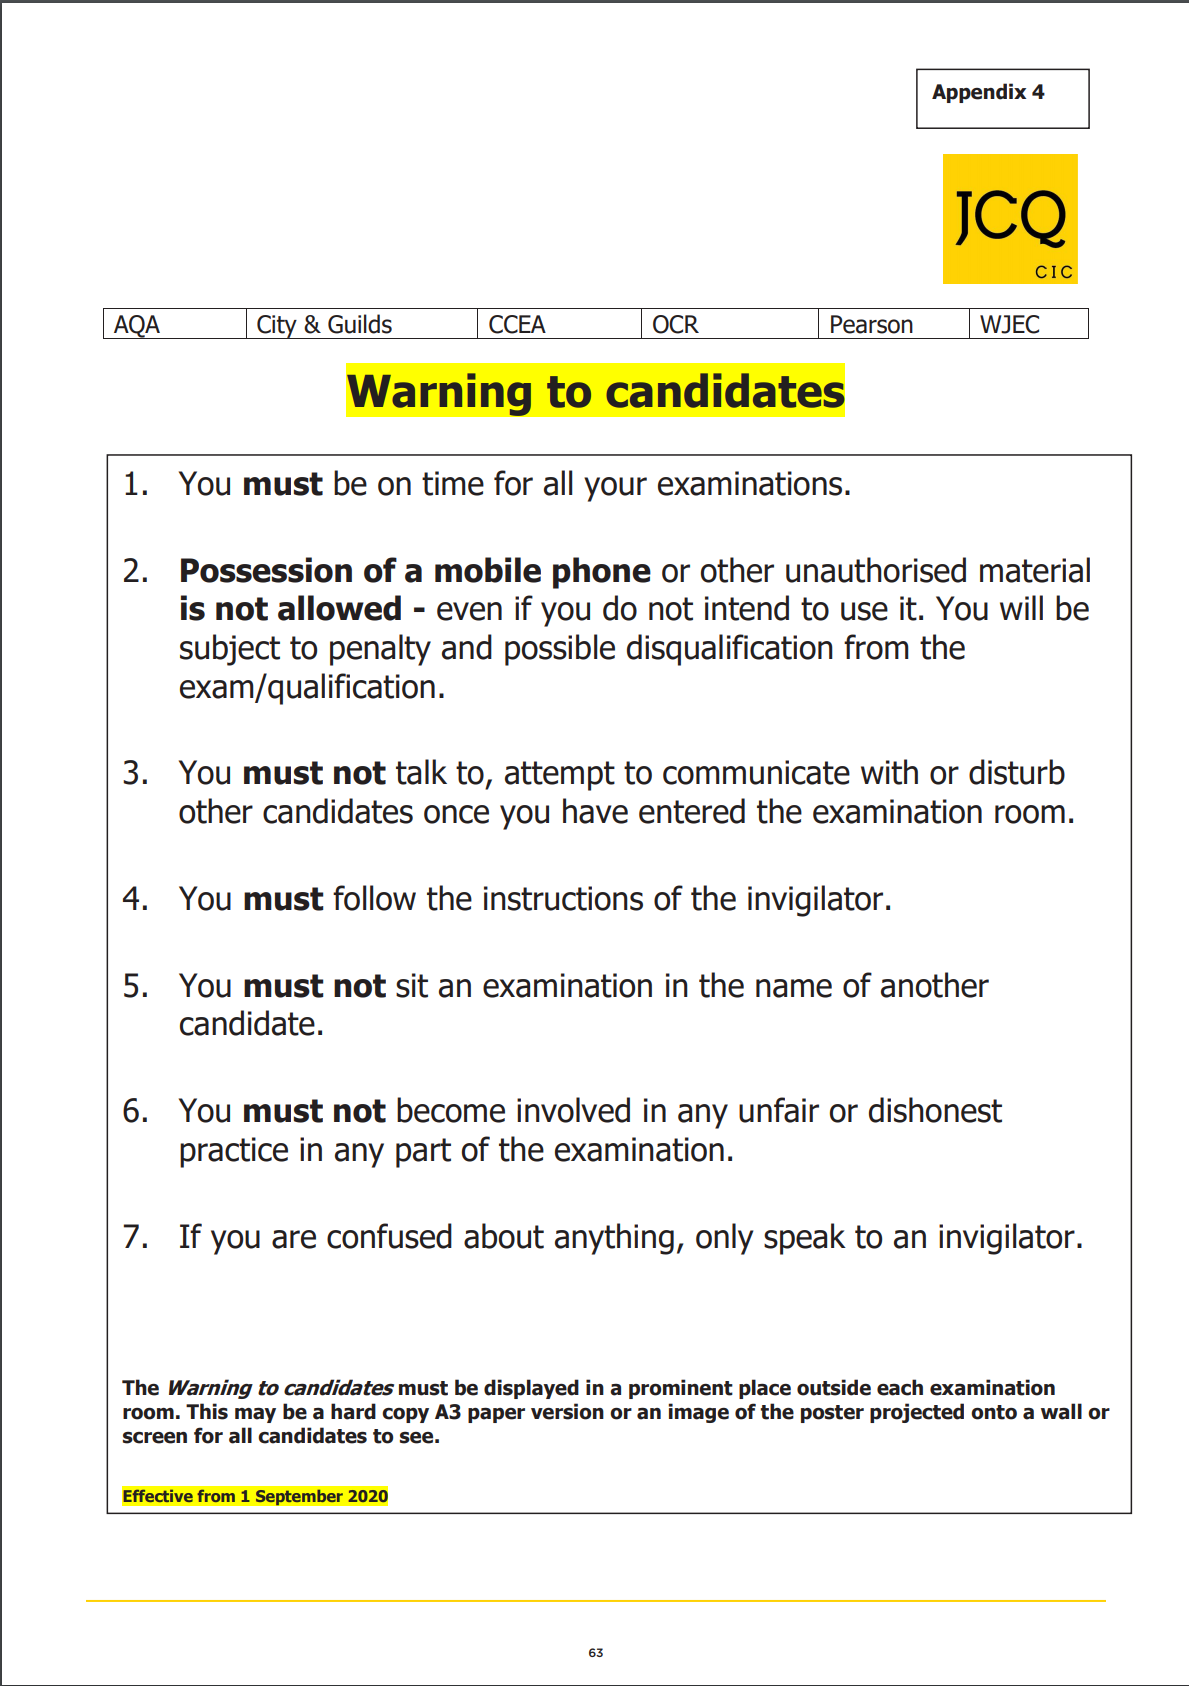 Appendix 4
JCQ
CIC
AQA City & Guilds CCEA OCR Pearson WJEC
Warning to candidates
1. You must be on time for all your examinations.
2. Possession of a mobile phone or other unauthorised material
is not allowed - even if you do not intend to use it. You will be
subject to penalty and possible disqualification from the
exam/qualification.
3. You must not talk to, attempt to communicate with or disturb
other candidates once you have entered the examination room.
4. You must follow the instructions of the invigilator.
5. You must not sit an examination in the name of another
candidate.
6. You must not become involved in any unfair or dishonest
practice in any part of the examination.
7. If you are confused about anything, only speak to an invigilator.
The Warning to candidates must be displayed in a prominent place outside each examination
room. This may be a hard copy A3 paper version or an image of the poster projected onto a wall or
screen for all candidates to see.
Effective from 1 September 2020
63